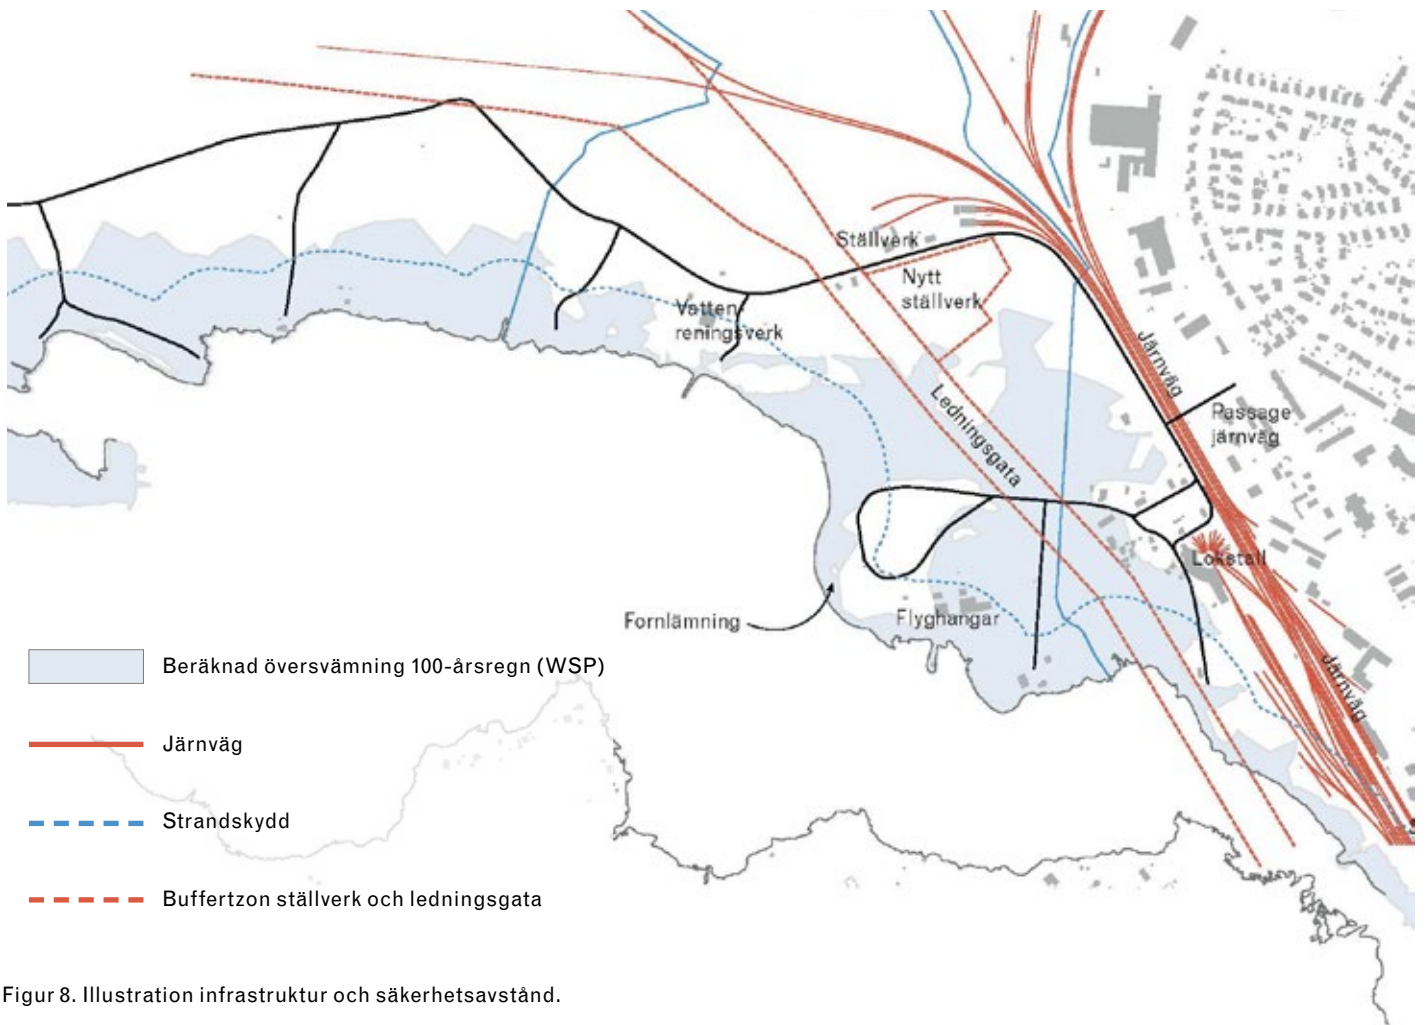 Ställverk
Nytt
ställverk
Vatten-
reningsverk
Järnväg
Passage
järnväg
Ledningsgata
Lokstall
Fornlämning
Flyghangar
Järnväg
Beräknad översvämning 100-årsregn (WSP)
Järnväg
Strandskydd
Buffertzon ställverk och ledningsgata
Figur 8. Illustration infrastruktur och säkerhetsavstånd.